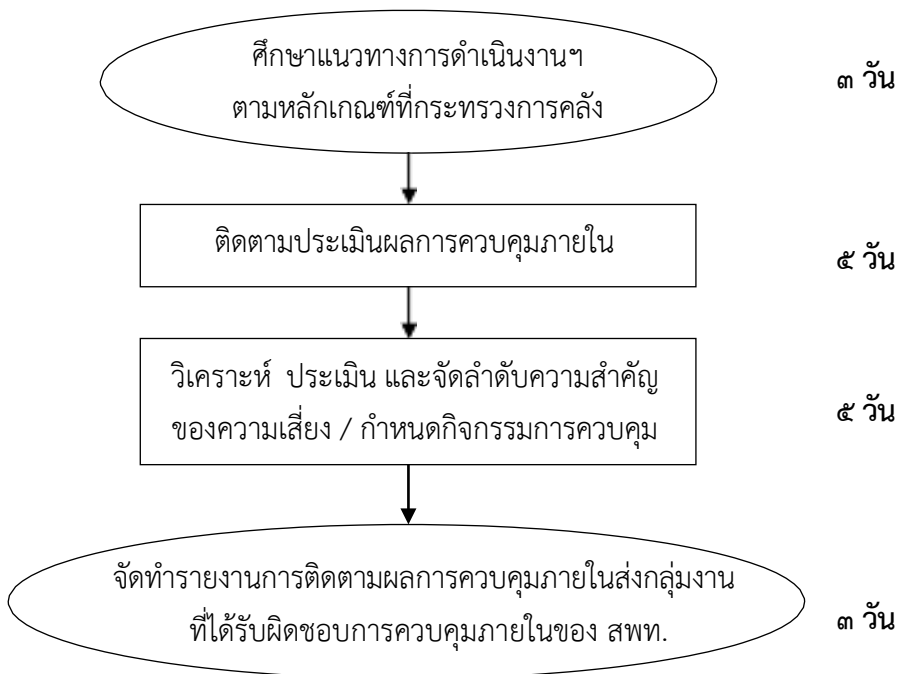 ศึกษาแนวทางการดำเนินงานฯ
ตามหลักเกณฑ์ที่กระทรวงการคลัง
๓ วัน
ติดตามประเมินผลการควบคุมภายใน
๕ วัน
วิเคราะห์ ประเมิน และจัดลำดับความสำคัญ
ของความเสี่ยง / กำหนดกิจกรรมการควบคุม
๕ วัน
จัดทำรายงานการติดตามผลการควบคุมภายในส่งกลุ่มงาน
ที่ได้รับผิดชอบการควบคุมภายในของ สพท.
๓ วัน